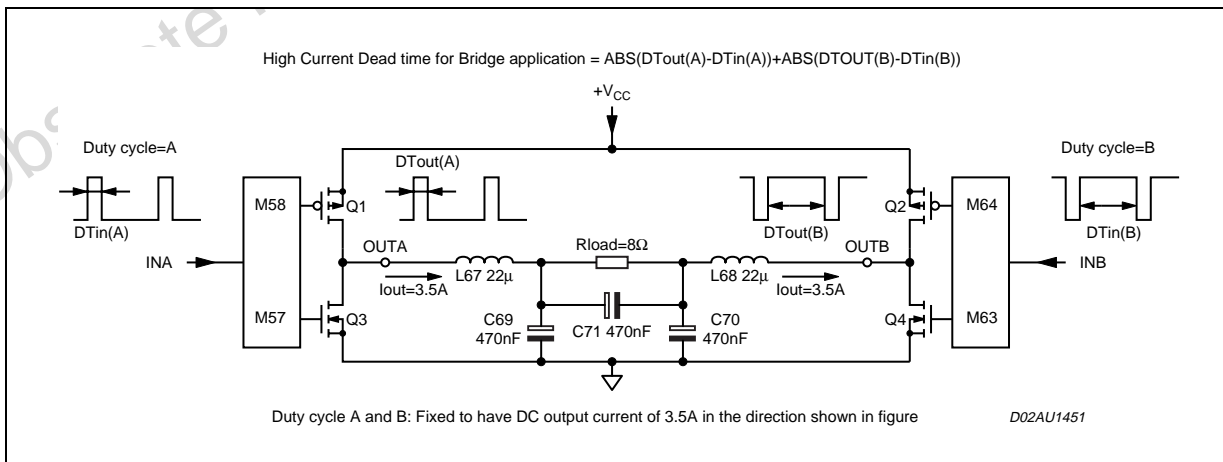 High Current Dead time for Bridge application = ABS(DTout(A)-DTin(A))+ABS(DTOUT(B)-DTin(B))
+VCC
Duty cycle=A
DTout(A)
Duty cycle=B
M58
Q1
Q2
M64
DTin(A)
DTout(B)
DTin(B)
OUTA
Rload=8Ω
OUTB
INA
L67 22μ
L68 22μ
INB
Iout=3.5A
Iout=3.5A
M57
Q3
C69
470nF
C71 470nF
C70
470nF
Q4
M63
Duty cycle A and B: Fixed to have DC output current of 3.5A in the direction shown in figure
D02AU1451